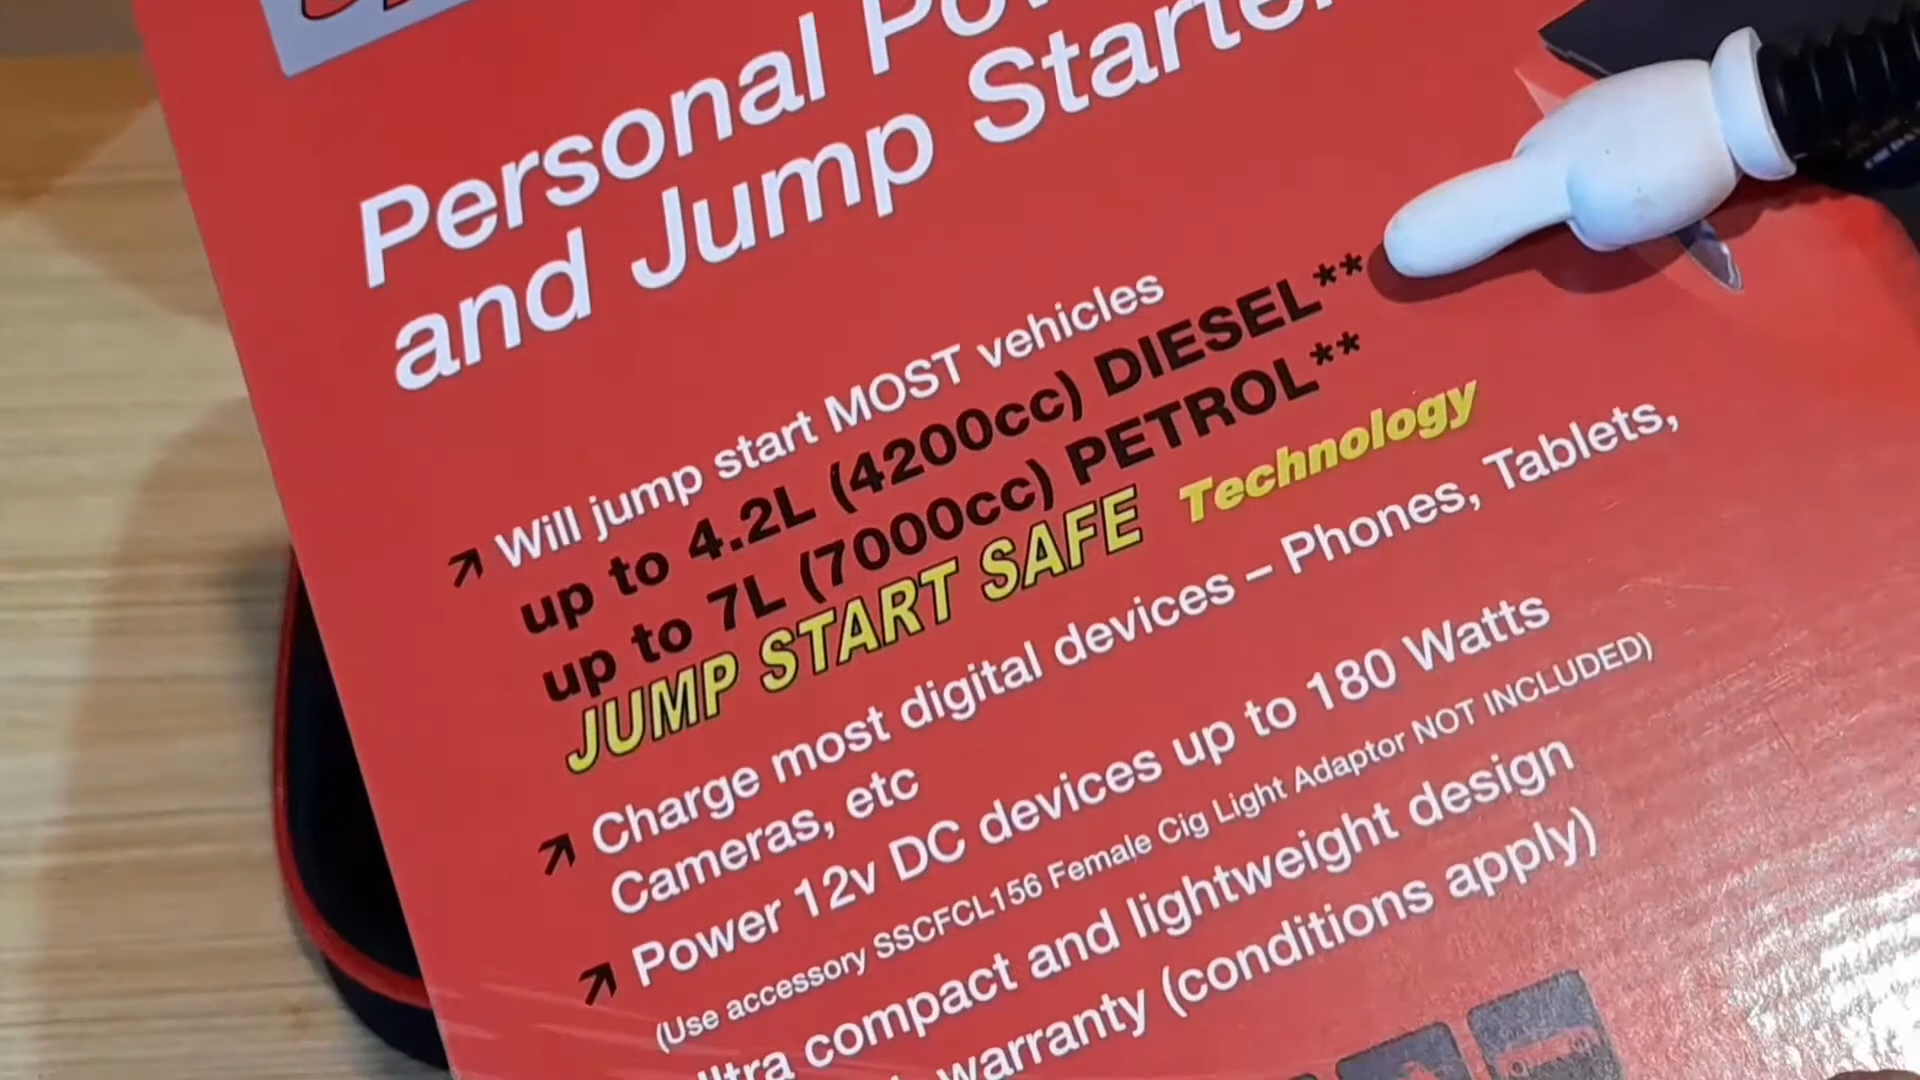 Personal
and Jump Starter
Will jump start MOST vehicles
up to 4.2L (4200cc) DIESEL**
up to 7L (7000cc) PETROL**
JUMP START SAFE Technology
Charge most digital devices – Phones, Tablets,
Cameras, etc
Power 12v DC devices up to 180 Watts
(Use accessory SSCFCL156 Female Cig Light Adaptor NOT INCLUDED)
Ultra compact and lightweight design
warranty (conditions apply)